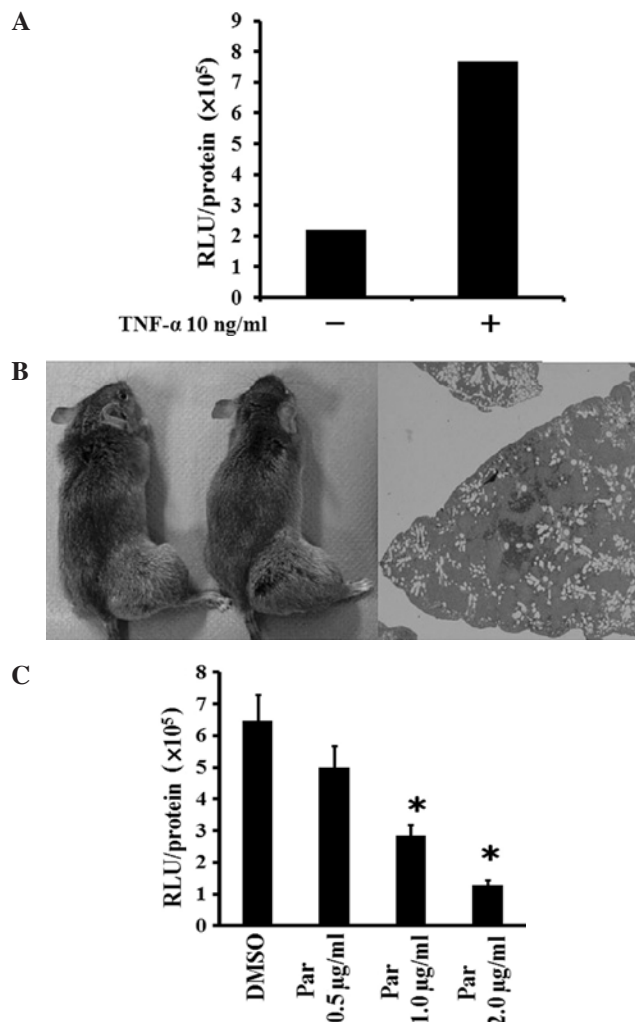 A
RLU/protein (×10⁵)
9
8
7
6
5
4
3
2
1
0
TNF-α 10 ng/ml
−
+
B
C
RLU/protein (×10⁵)
8
7
6
5
4
3
2
1
0
*
*
DMSO
Par
0.5 μg/ml
Par
1.0 μg/ml
Par
2.0 μg/ml